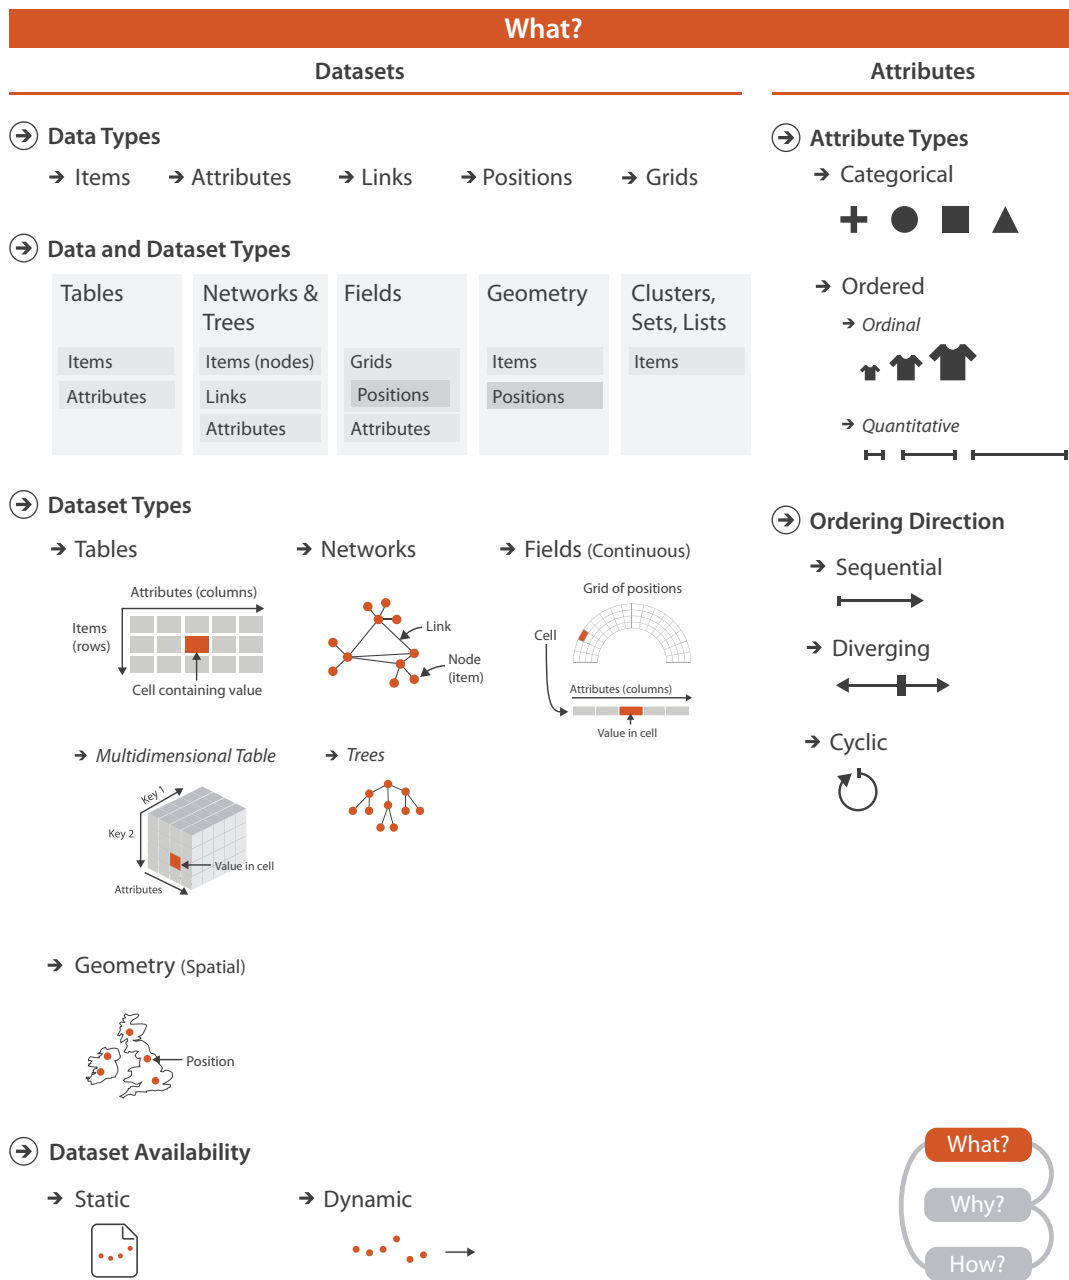 What?
Datasets
Attributes
Data Types
Items
Attributes
Links
Positions
Grids
Data and Dataset Types
Tables
Items
Attributes
Networks &
Trees
Items (nodes)
Links
Attributes
Fields
Grids
Positions
Attributes
Geometry
Items
Positions
Clusters,
Sets, Lists
Items
Dataset Types
Tables
Attributes (columns)
Items
(rows)
Cell containing value
Networks
Link
Node
(item)
Fields (Continuous)
Grid of positions
Cell
Attributes (columns)
Value in cell
Multidimensional Table
Key 1
Key 2
Value in cell
Attributes
Trees
Geometry (Spatial)
Position
Dataset Availability
Static
Dynamic
Attribute Types
Categorical
Ordered
Ordinal
Quantitative
Ordering Direction
Sequential
Diverging
Cyclic
What?
Why?
How?